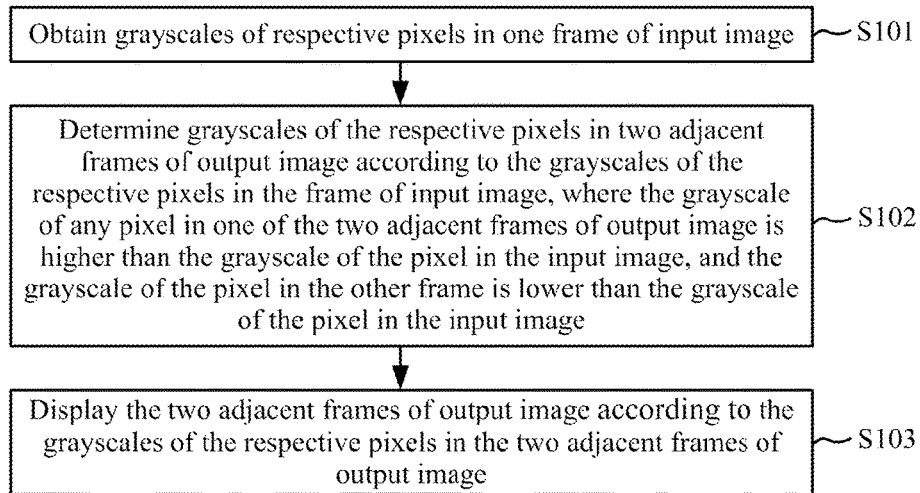 Obtain grayscales of respective pixels in one frame of input image
S101
Determine grayscales of the respective pixels in two adjacent
frames of output image according to the grayscales of the
respective pixels in the frame of input image, where the grayscale
of any pixel in one of the two adjacent frames of output image is
higher than the grayscale of the pixel in the input image, and the
grayscale of the pixel in the other frame is lower than the grayscale
of the pixel in the input image
S102
Display the two adjacent frames of output image according to the
grayscales of the respective pixels in the two adjacent frames of
output image
S103